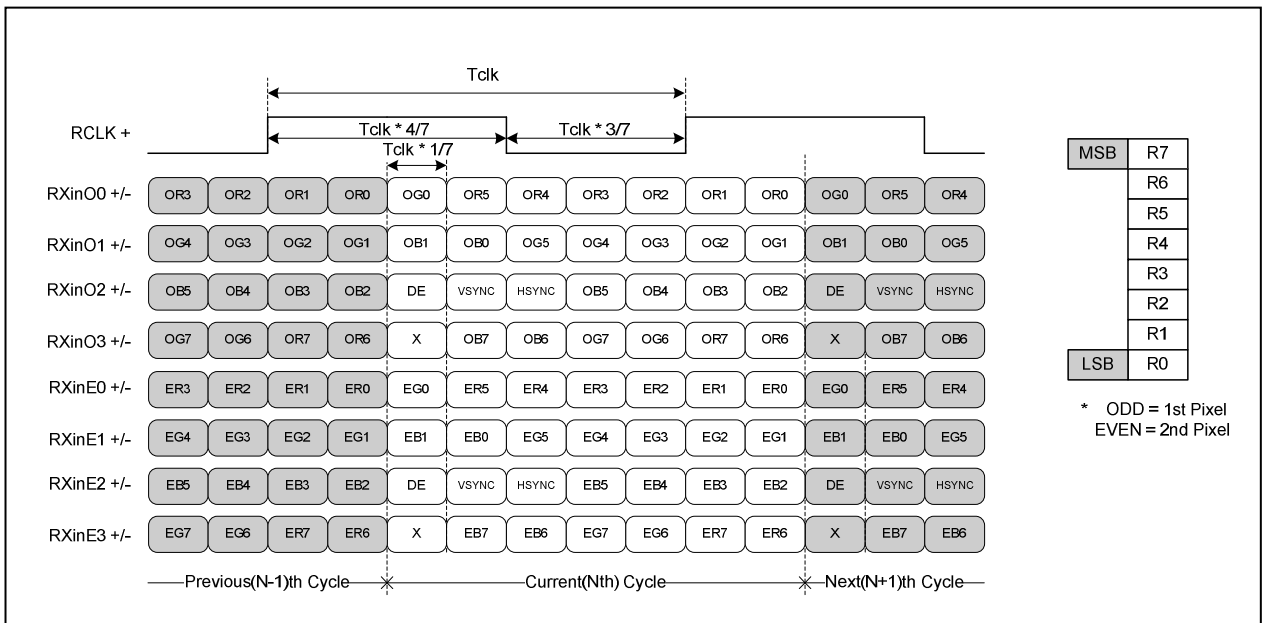 Tclk
RCLK +
Tclk * 4/7
Tclk * 3/7
Tclk * 1/7
RXinO0 +/- OR3 OR2 OR1 OR0 OG0 OR5 OR4 OR3 OR2 OR1 OR0 OG0 OR5 OR4
RXinO1 +/- OG4 OG3 OG2 OG1 OB1 OB0 OG5 OG4 OG3 OG2 OG1 OB1 OB0 OG5
RXinO2 +/- OB5 OB4 OB3 OB2 DE VSYNC HSYNC OB5 OB4 OB3 OB2 DE VSYNC HSYNC
RXinO3 +/- OG7 OG6 OR7 OR6 X OB7 OB6 OG7 OG6 OR7 OR6 X OB7 OB6
RXinE0 +/- ER3 ER2 ER1 ER0 EG0 ER5 ER4 ER3 ER2 ER1 ER0 EG0 ER5 ER4
RXinE1 +/- EG4 EG3 EG2 EG1 EB1 EB0 EG5 EG4 EG3 EG2 EG1 EB1 EB0 EG5
RXinE2 +/- EB5 EB4 EB3 EB2 DE VSYNC HSYNC EB5 EB4 EB3 EB2 DE VSYNC HSYNC
RXinE3 +/- EG7 EG6 ER7 ER6 X EB7 EB6 EG7 EG6 ER7 ER6 X EB7 EB6
Previous(N-1)th Cycle Current(Nth) Cycle Next(N+1)th Cycle
MSB R7
R6
R5
R4
R3
R2
R1
LSB R0
* ODD = 1st Pixel
EVEN = 2nd Pixel